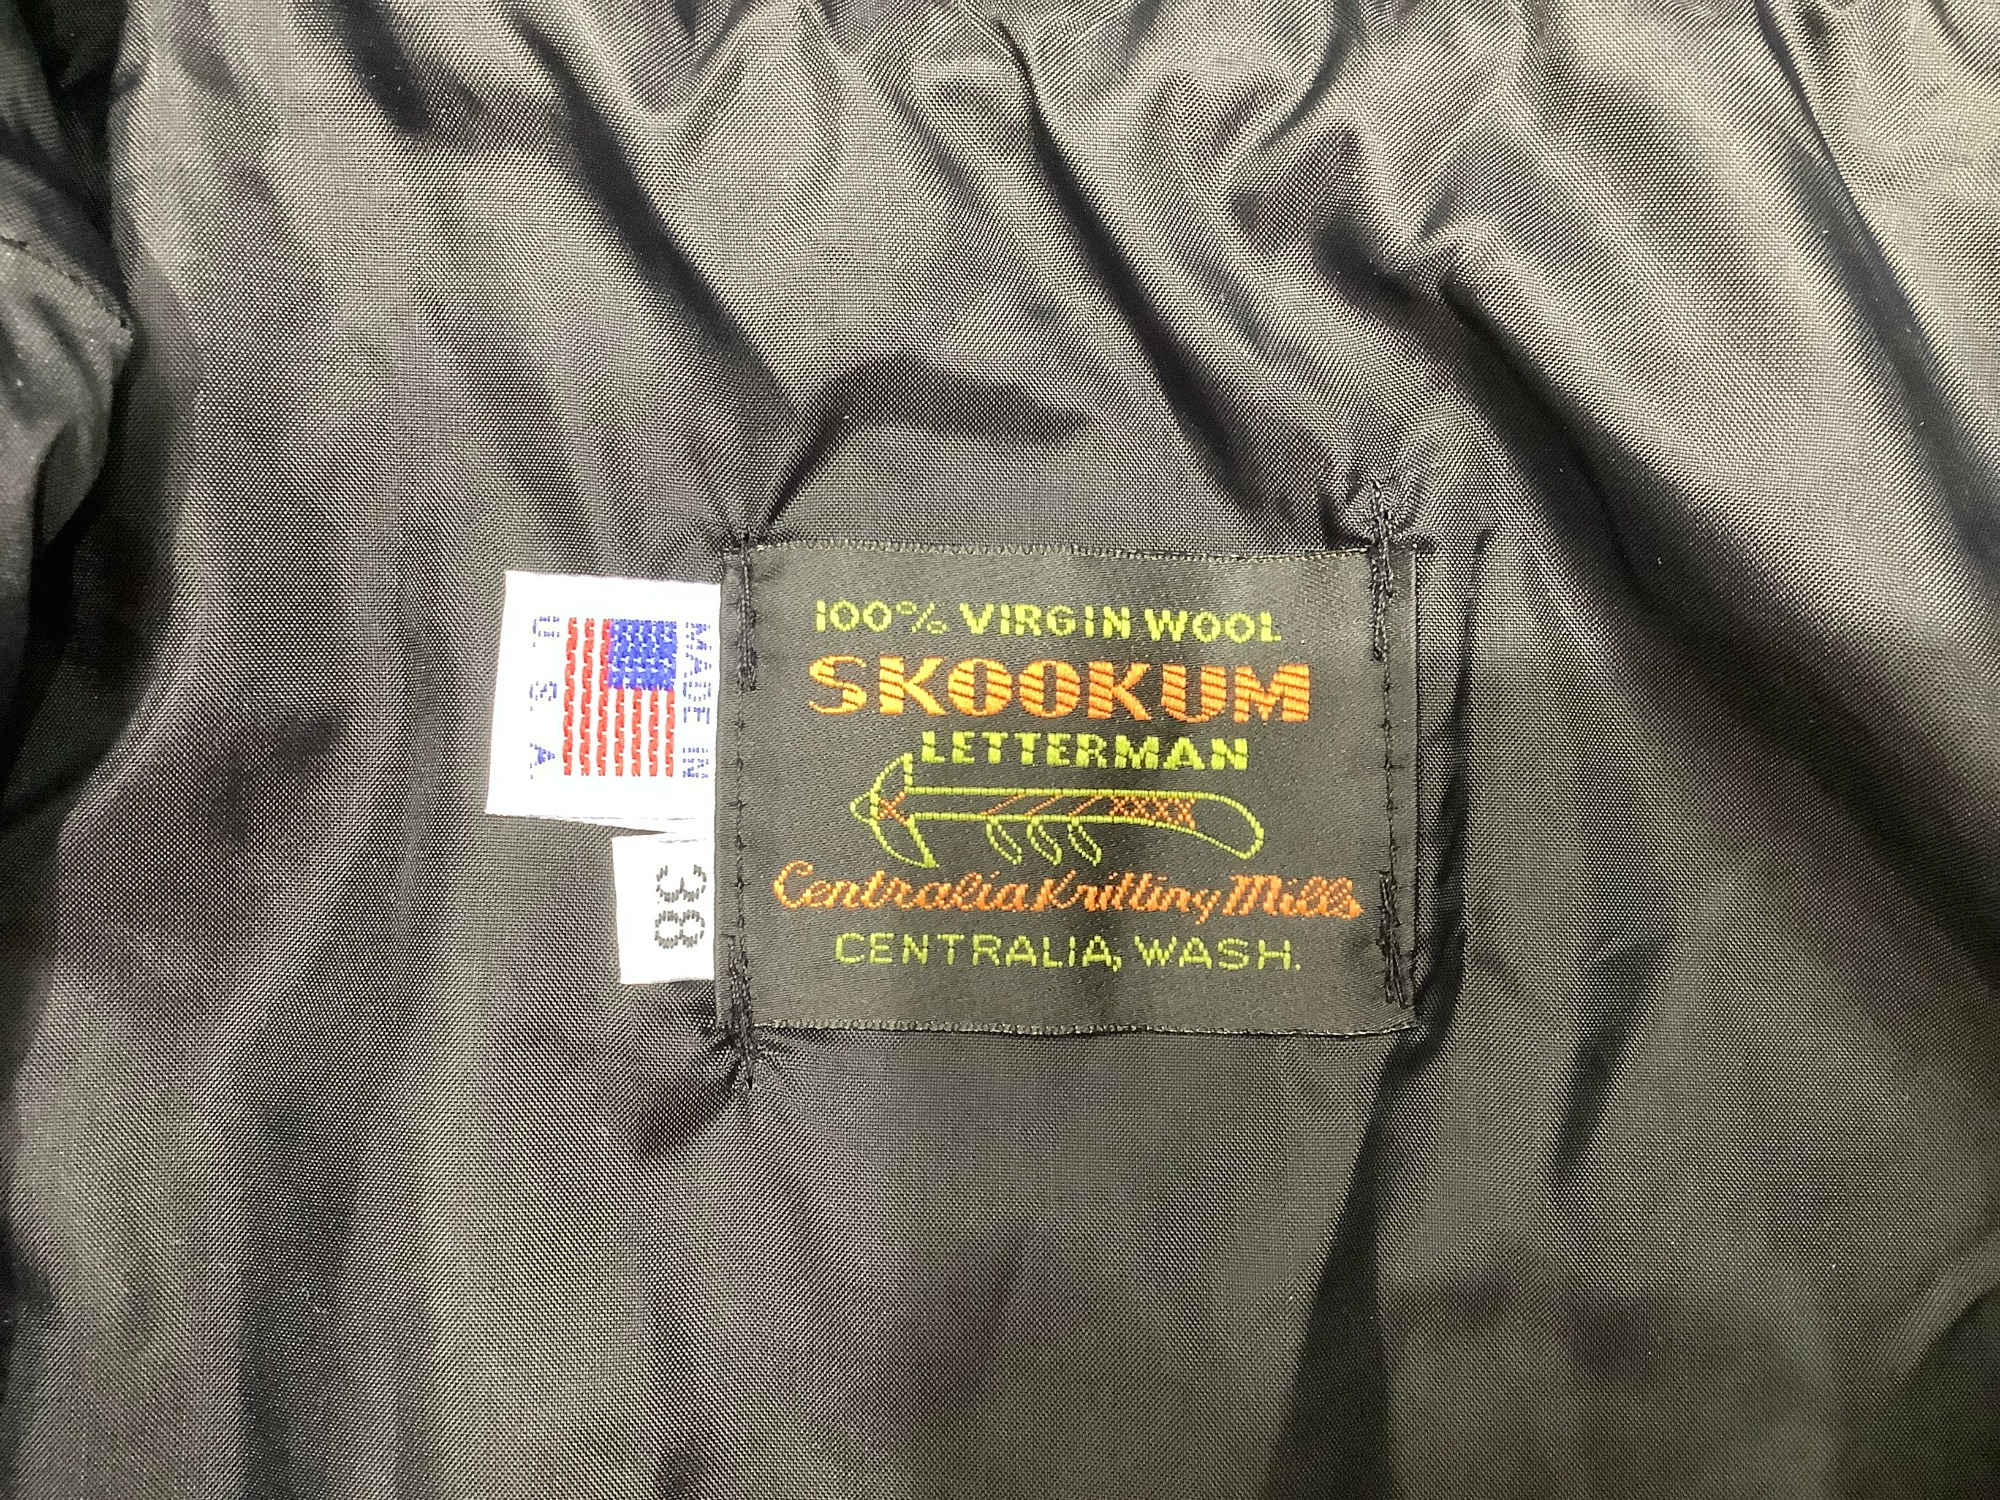 100% VIRGIN WOOL
SKOOKUM
LETTERMAN
Centralia Knitting Mills
CENTRALIA, WASH.
MADE IN
U. S. A.
38